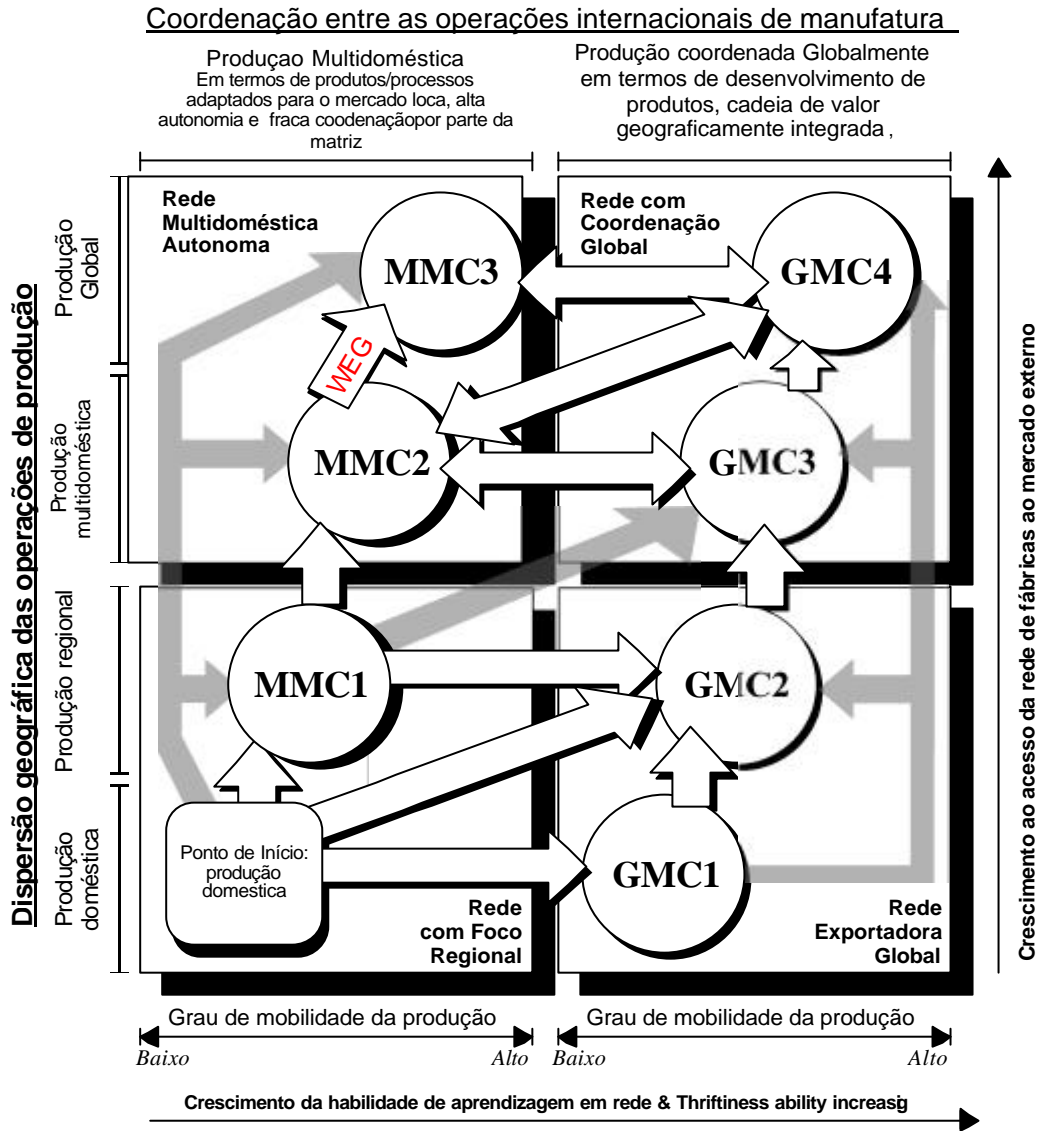 Coordenação entre as operações internacionais de manufatura
Produçao Multidoméstica
Em termos de produtos/processos
adaptados para o mercado loca, alta
autonomia e fraca coodenaçãopor parte da
matriz
Produção coordenada Globalmente
em termos de desenvolvimento de
produtos, cadeia de valor
geograficamente integrada ,
Dispersão geográfica das operações de produção
Produção
Global
Produção
multidoméstica
Produção regional
Produção
doméstica
Rede
Multidoméstica
Autonoma
MMC3
WEG
MMC2
Rede com
Coordenação
Global
GMC4
GMC3
MMC1
Ponto de Início:
produção
domestica
Rede
com Foco
Regional
GMC2
GMC1
Rede
Exportadora
Global
Crescimento ao acesso da rede de fábricas ao mercado externo
Grau de mobilidade da produção
Baixo Alto
Grau de mobilidade da produção
Baixo Alto
Crescimento da habilidade de aprendizagem em rede & Thriftiness ability increasig